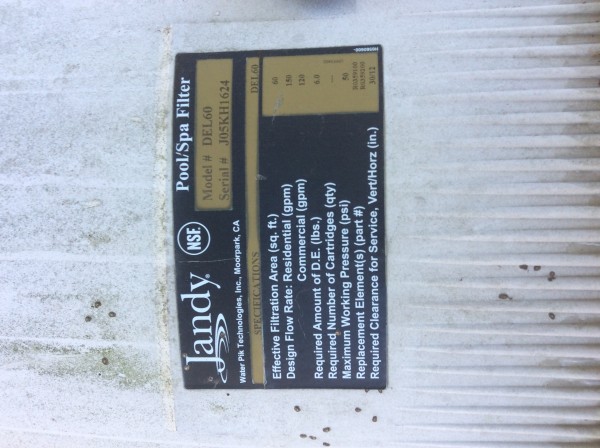 Jandy
NSF
Pool/Spa Filter
Model # DEL60
Serial # J05KH1624
Water Pik Technologies, Inc., Moorpark, CA
SPECIFICATIONS DEL60
Effective Filtration Area (sq. ft.) 60
Design Flow Rate: Residential (gpm) 150
Commercial (gpm) 120
Required Amount of D.E. (lbs.) 6.0
Required Number of Cartridges (qty) —
Maximum Working Pressure (psi) 50
Replacement Element(s) (part #)
Required Clearance for Service, Vert/Horz (in.) 30/12